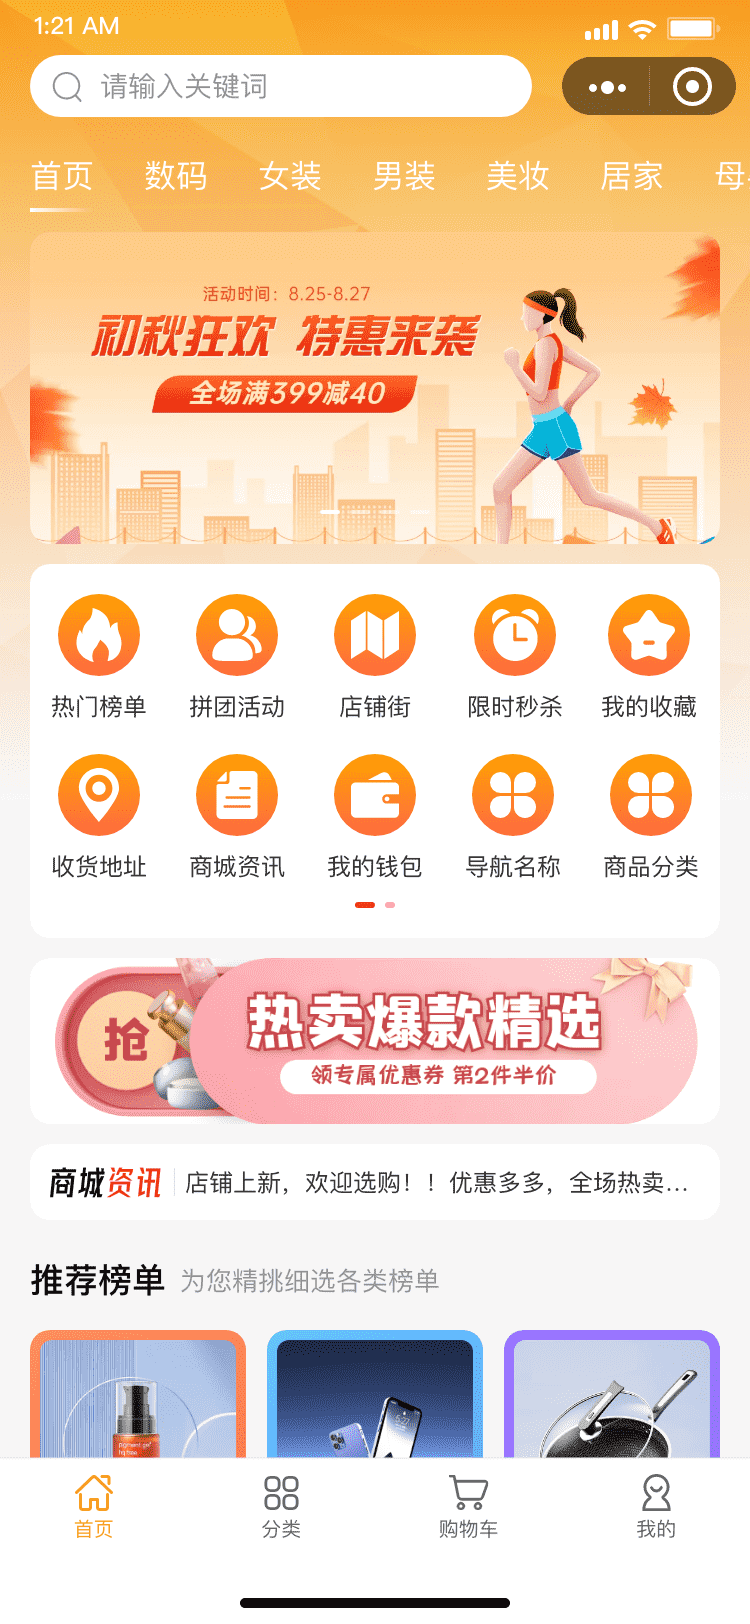 1:21 AM
请输入关键词
首页 数码 女装 男装 美妆 居家 母
活动时间：8.25-8.27
初秋狂欢 特惠来袭
全场满399减40
热门榜单 拼团活动 店铺街 限时秒杀 我的收藏
收货地址 商城资讯 我的钱包 导航名称 商品分类
抢
热卖爆款精选
领专属优惠券 第2件半价
商城资讯 店铺上新，欢迎选购！！优惠多多，全场热卖...
推荐榜单 为您精挑细选各类榜单
首页 分类 购物车 我的